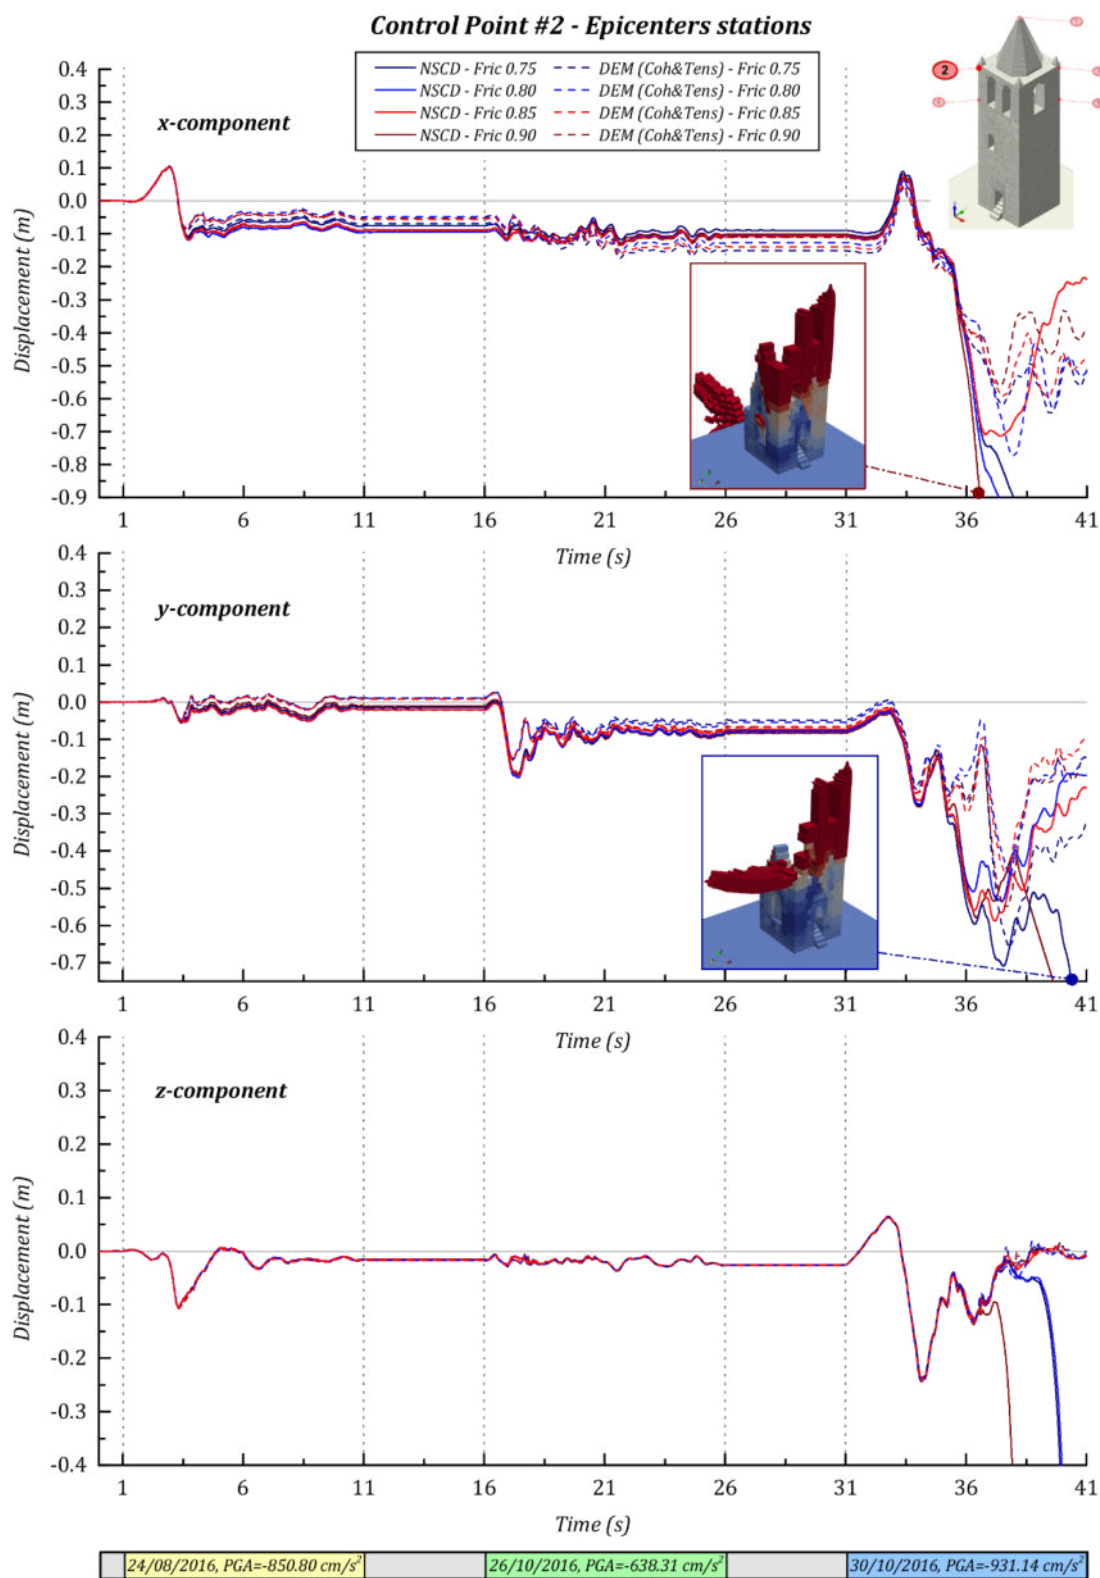 Control Point #2 - Epicenters stations
NSCD - Fric 0.75 DEM (Coh&Tens) - Fric 0.75
NSCD - Fric 0.80 DEM (Coh&Tens) - Fric 0.80
NSCD - Fric 0.85 DEM (Coh&Tens) - Fric 0.85
NSCD - Fric 0.90 DEM (Coh&Tens) - Fric 0.90
2
x-component
Displacement (m)
0.4
0.3
0.2
0.1
0.0
-0.1
-0.2
-0.3
-0.4
-0.5
-0.6
-0.7
-0.8
-0.9
1 6 11 16 21 26 31 36 41
Time (s)
y-component
Displacement (m)
0.4
0.3
0.2
0.1
0.0
-0.1
-0.2
-0.3
-0.4
-0.5
-0.6
-0.7
1 6 11 16 21 26 31 36 41
Time (s)
z-component
Displacement (m)
0.4
0.3
0.2
0.1
0.0
-0.1
-0.2
-0.3
-0.4
1 6 11 16 21 26 31 36 41
Time (s)
24/08/2016, PGA=-850.80 cm/s² 26/10/2016, PGA=-638.31 cm/s² 30/10/2016, PGA=-931.14 cm/s²